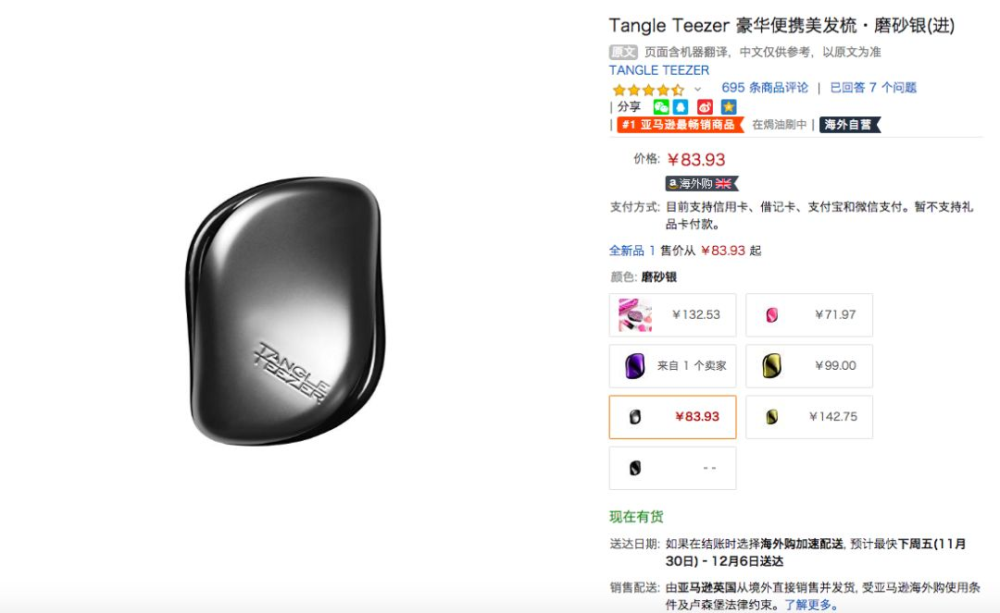 Tangle Teezer 豪华便携美发梳·磨砂银(进)
原文 页面含机器翻译，中文仅供参考，以原文为准
TANGLE TEEZER
695 条商品评论 | 已回答 7 个问题
| 分享
| #1 亚马逊最畅销商品 在焗油刷中 | 海外自营
价格: ￥83.93
a 海外购
支付方式: 目前支持信用卡、借记卡、支付宝和微信支付。暂不支持礼
品卡付款。
全新品 1 售价从 ￥83.93 起
颜色: 磨砂银
￥132.53
￥71.97
来自 1 个卖家
￥99.00
￥83.93
￥142.75
--
TANGLE
TEEZER
现在有货
送达日期: 如果在结账时选择海外购加速配送, 预计最快下周五(11月
30日) - 12月6日送达
销售配送: 由亚马逊英国从境外直接销售并发货, 受亚马逊海外购使用条
件及卢森堡法律约束。了解更多。